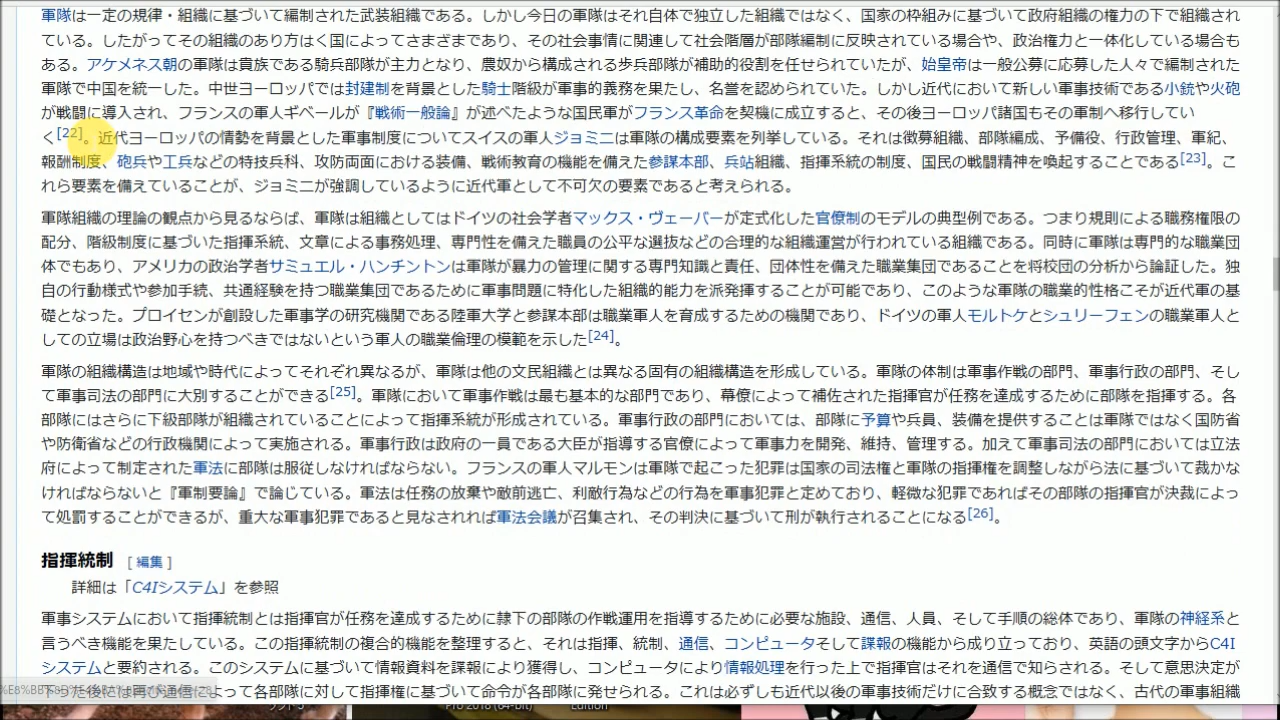 軍隊は一定の規律・組織に基づいて編制された武装組織である。しかし今日の軍隊はそれ自体で独立した組織ではなく、国家の枠組みに基づいて政府組織の権力の下で組織され
ている。したがってその組織のあり方はく国によってさまざまであり、その社会事情に関連して社会階層が部隊編制に反映されている場合や、政治権力と一体化している場合も
ある。アケメネス朝の軍隊は貴族である騎兵部隊が主力となり、農奴から構成される歩兵部隊が補助的役割を任せられていたが、始皇帝は一般公募に応募した人々で編制された
軍隊で中国を統一した。中世ヨーロッパでは封建制を背景とした騎士階級が軍事的義務を果たし、名誉を認められていた。しかし近代において新しい軍事技術である小銃や火砲
が戦闘に導入され、フランスの軍人ギベールが『戦術一般論』が述べたような国民軍がフランス革命を契機に成立すると、その後ヨーロッパ諸国もその軍制へ移行してい
く[22]。近代ヨーロッパの情勢を背景とした軍事制度についてスイスの軍人ジョミニは軍隊の構成要素を列挙している。それは徴募組織、部隊編成、予備役、行政管理、軍紀、
報酬制度、砲兵や工兵などの特技兵科、攻防両面における装備、戦術教育の機能を備えた参謀本部、兵站組織、指揮系統の制度、国民の戦闘精神を喚起することである[23]。こ
れら要素を備えていることが、ジョミニが強調しているように近代軍として不可欠の要素であると考えられる。
軍隊組織の理論の観点から見るならば、軍隊は組織としてはドイツの社会学者マックス・ヴェーバーが定式化した官僚制のモデルの典型例である。つまり規則による職務権限の
配分、階級制度に基づいた指揮系統、文章による事務処理、専門性を備えた職員の公平な選抜などの合理的な組織運営が行われている組織である。同時に軍隊は専門的な職業団
体でもあり、アメリカの政治学者サミュエル・ハンチントンは軍隊が暴力の管理に関する専門知識と責任、団体性を備えた職業集団であることを将校団の分析から論証した。独
自の行動様式や参加手続、共通経験を持つ職業集団であるために軍事問題に特化した組織的能力を派発揮することが可能であり、このような軍隊の職業的性格こそが近代軍の基
礎となった。プロイセンが創設した軍事学の研究機関である陸軍大学と参謀本部は職業軍人を育成するための機関であり、ドイツの軍人モルトケとシュリーフェンの職業軍人と
しての立場は政治野心を持つべきではないという軍人の職業倫理の模範を示した[24]。
軍隊の組織構造は地域や時代によってそれぞれ異なるが、軍隊は他の文民組織とは異なる固有の組織構造を形成している。軍隊の体制は軍事作戦の部門、軍事行政の部門、そし
て軍事司法の部門に大別することができる[25]。軍隊において軍事作戦は最も基本的な部門であり、幕僚によって補佐された指揮官が任務を達成するために部隊を指揮する。各
部隊にはさらに下級部隊が組織されていることによって指揮系統が形成されている。軍事行政の部門においては、部隊に予算や兵員、装備を提供することは軍隊ではなく国防省
や防衛省などの行政機関によって実施される。軍事行政は政府の一員である大臣が指導する官僚によって軍事力を開発、維持、管理する。加えて軍事司法の部門においては立法
府によって制定された軍法に部隊は服従しなければならない。フランスの軍人マルモンは軍隊で起こった犯罪は国家の司法権と軍隊の指揮権を調整しながら法に基づいて裁かな
ければならないと『軍制要論』で論じている。軍法は任務の放棄や敵前逃亡、利敵行為などの行為を軍事犯罪と定めており、軽微な犯罪であればその部隊の指揮官が決裁によっ
て処罰することができるが、重大な軍事犯罪であると見なされれば軍法会議が召集され、その判決に基づいて刑が執行されることになる[26]。
指揮統制 [ 編集 ]
詳細は「C4Iシステム」を参照
軍事システムにおいて指揮統制とは指揮官が任務を達成するために隷下の部隊の作戦運用を指導するために必要な施設、通信、人員、そして手順の総体であり、軍隊の神経系と
言うべき機能を果たしている。この指揮統制の複合的機能を整理すると、それは指揮、統制、通信、コンピュータそして諜報の機能から成り立っており、英語の頭文字からC4I
システムと要約される。このシステムに基づいて情報資料を諜報により獲得し、コンピュータにより情報処理を行った上で指揮官はそれを通信で知らされる。そして意思決定が
下った後には再び通信によって各部隊に対して指揮権に基づいて命令が各部隊に発せられる。これは必ずしも近代以後の軍事技術だけに合致する概念ではなく、古代の軍事組織
Pro 2018 (64-bit)
Edition